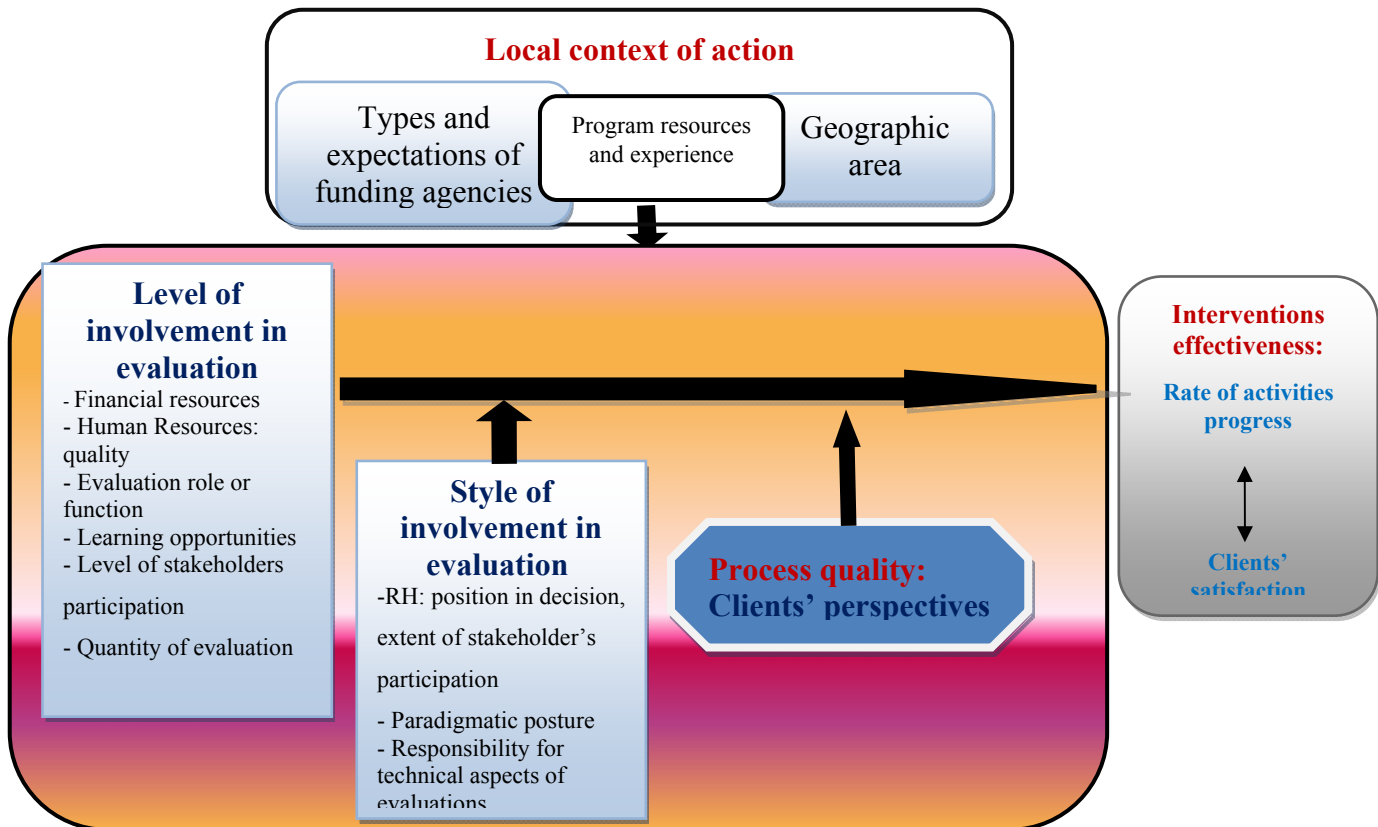 Local context of action
Types and
expectations of
funding agencies
Program resources
and experience
Geographic
area
Level of
involvement in
evaluation
- Financial resources
- Human Resources:
quality
- Evaluation role or
function
- Learning opportunities
- Level of stakeholders
participation
- Quantity of evaluation
Style of
involvement in
evaluation
-RH: position in decision,
extent of stakeholder’s
participation
- Paradigmatic posture
- Responsibility for
technical aspects of
evaluations
Process quality:
Clients’ perspectives
Interventions
effectiveness:
Rate of activities
progress
Clients’
satisfaction